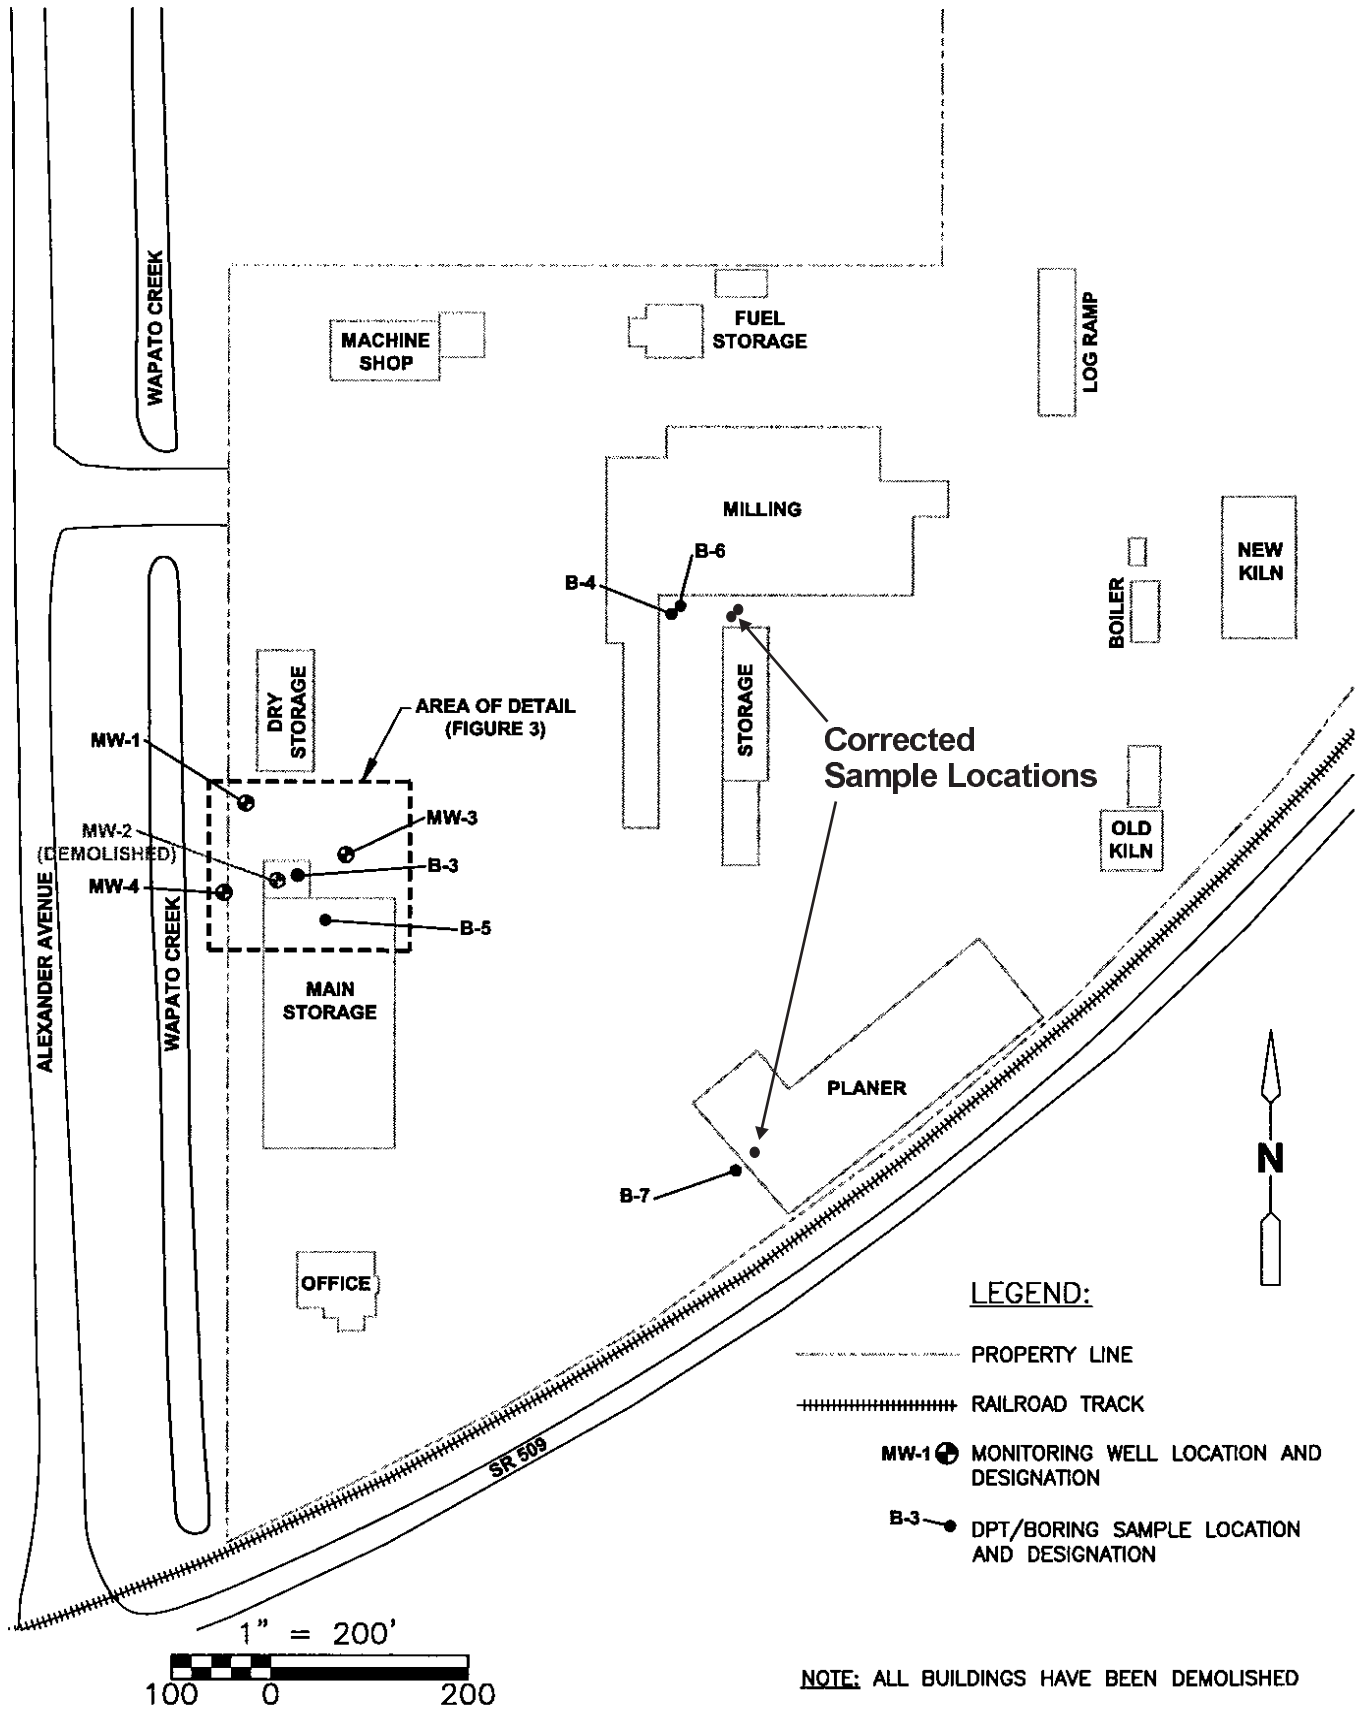 WAPATO CREEK
MACHINE
SHOP
FUEL
STORAGE
LOG RAMP
MILLING
B-6
B-4
NEW
KILN
BOILER
DRY
STORAGE
AREA OF DETAIL
(FIGURE 3)
STORAGE
MW-1
Corrected
Sample Locations
MW-2
(DEMOLISHED)
MW-3
B-3
MW-4
B-5
OLD
KILN
ALEXANDER AVENUE
WAPATO CREEK
MAIN
STORAGE
PLANER
B-7
N
OFFICE
SR 509
LEGEND:
PROPERTY LINE
RAILROAD TRACK
MW-1 MONITORING WELL LOCATION AND
DESIGNATION
B-3 DPT/BORING SAMPLE LOCATION
AND DESIGNATION
1" = 200'
100 0 200
NOTE: ALL BUILDINGS HAVE BEEN DEMOLISHED